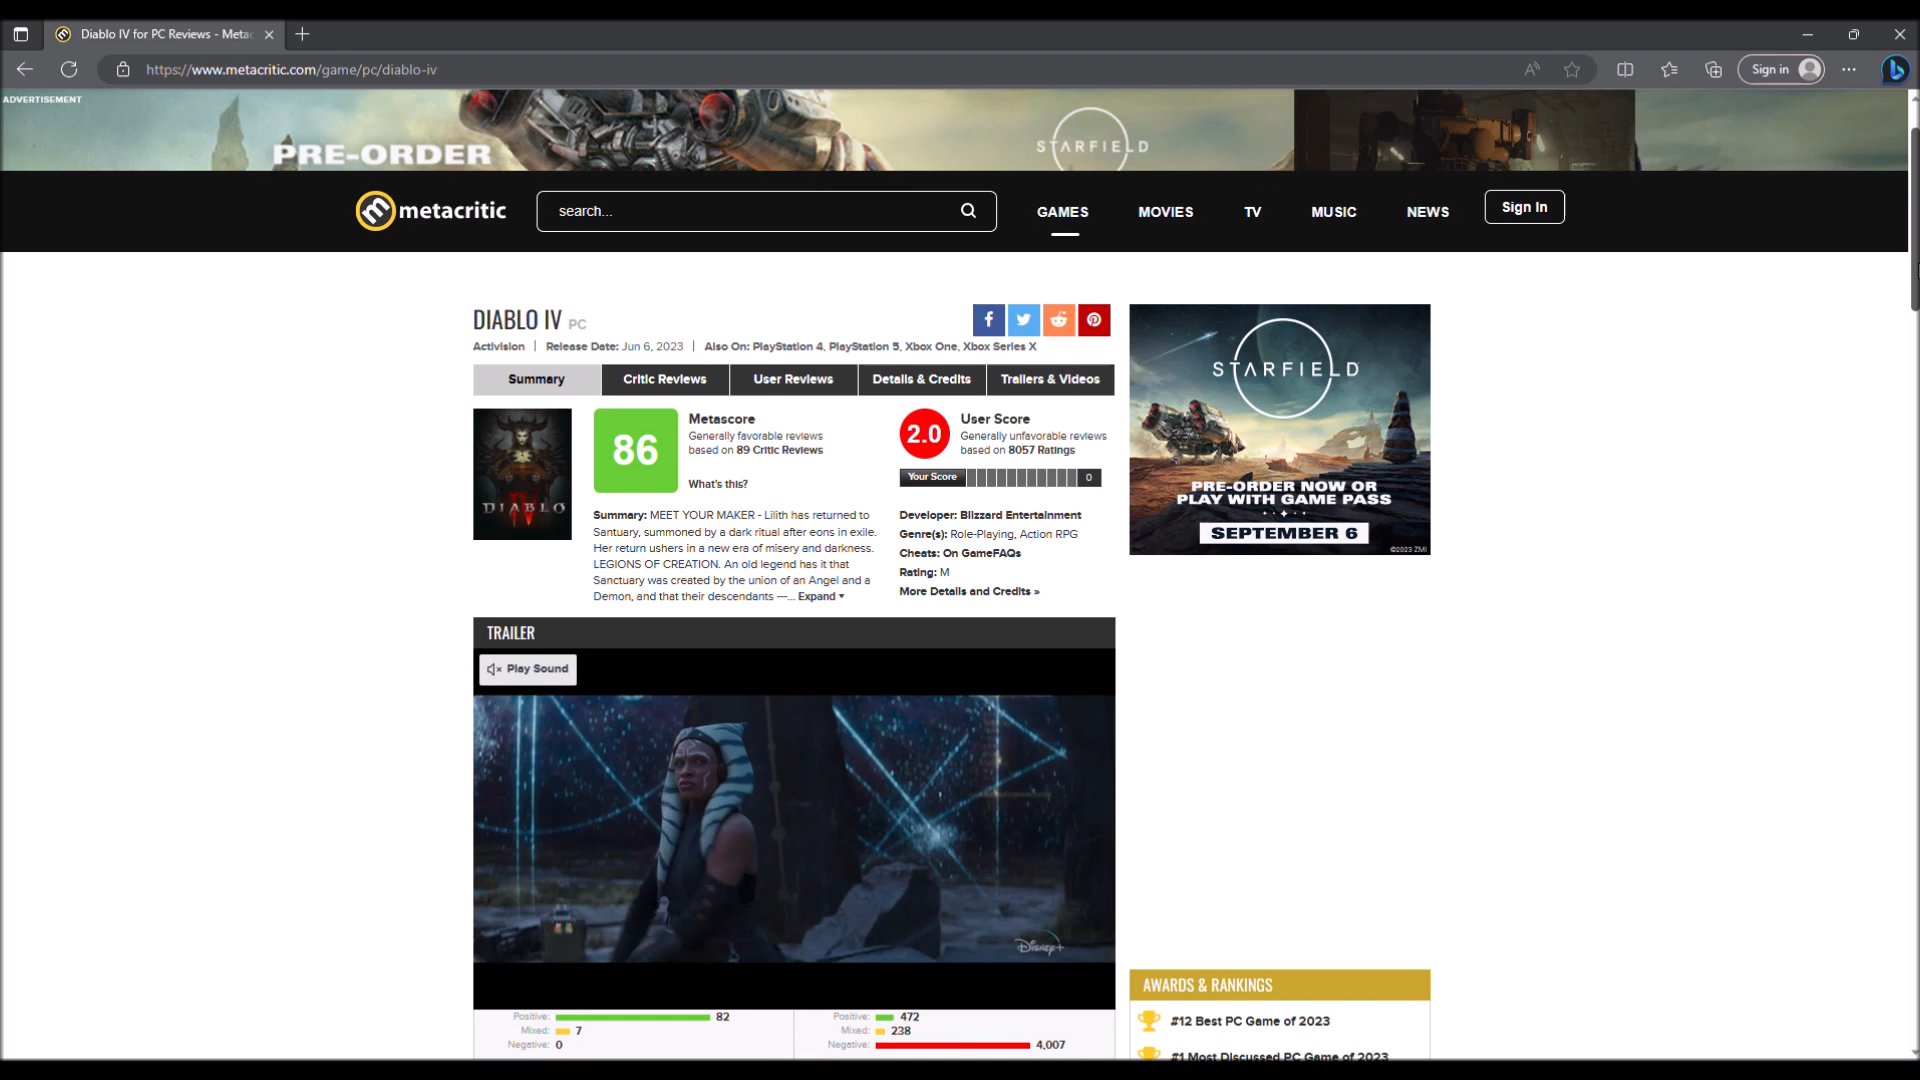 Diablo IV for PC Reviews - Metac
https://www.metacritic.com/game/pc/diablo-iv
Sign in
ADVERTISEMENT
PRE-ORDER
STARFIELD
metacritic
search...
GAMES
MOVIES
TV
MUSIC
NEWS
Sign In
DIABLO IV PC
Activision | Release Date: Jun 6, 2023 | Also On: PlayStation 4, PlayStation 5, Xbox One, Xbox Series X
Summary
Critic Reviews
User Reviews
Details & Credits
Trailers & Videos
DIABLO
IV
86
Metascore
Generally favorable reviews
based on 89 Critic Reviews
What's this?
2.0
User Score
Generally unfavorable reviews
based on 8057 Ratings
Your Score
0
Summary: MEET YOUR MAKER - Lilith has returned to
Santuary, summoned by a dark ritual after eons in exile.
Her return ushers in a new era of misery and darkness.
LEGIONS OF CREATION. An old legend has it that
Sanctuary was created by the union of an Angel and a
Demon, and that their descendants —... Expand
Developer: Blizzard Entertainment
Genre(s): Role-Playing, Action RPG
Cheats: On GameFAQs
Rating: M
More Details and Credits »
STARFIELD
PRE-ORDER NOW OR
PLAY WITH GAME PASS
SEPTEMBER 6
©2023 ZMI
TRAILER
Play Sound
Disney+
Positive: 82
Mixed: 7
Negative: 0
Positive: 472
Mixed: 238
Negative: 4,007
AWARDS & RANKINGS
#12 Best PC Game of 2023
#1 Most Discussed PC Game of 2023